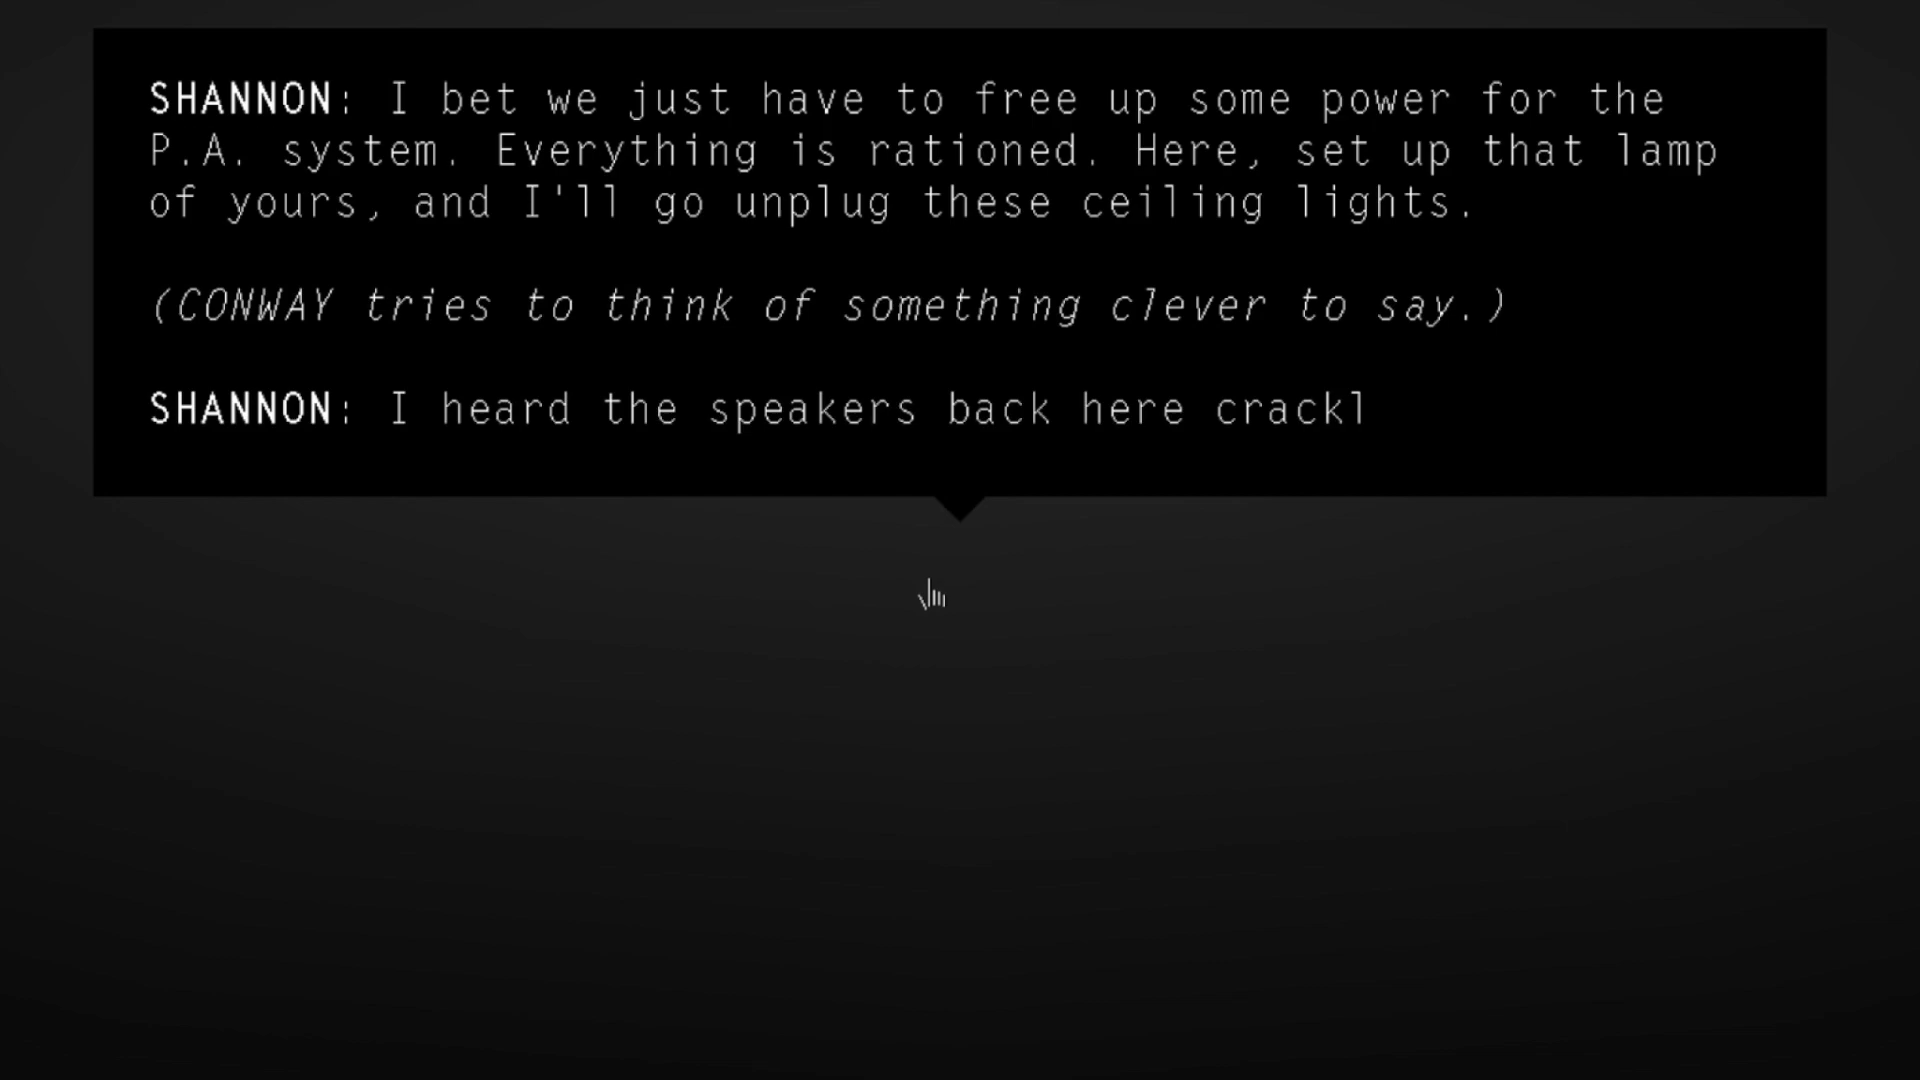 SHANNON: I bet we just have to free up some power for the
P.A. system. Everything is rationed. Here, set up that lamp
of yours, and I'll go unplug these ceiling lights.
(CONWAY tries to think of something clever to say.)
SHANNON: I heard the speakers back here crackl